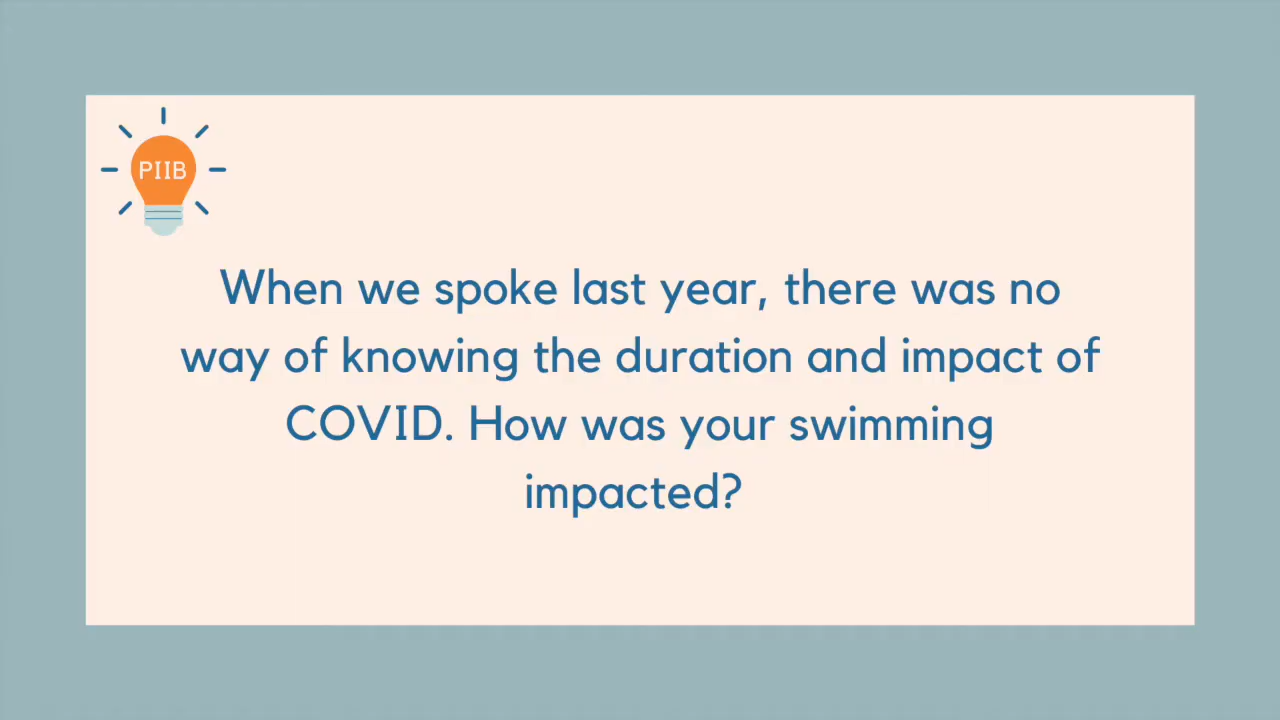 PIIB
When we spoke last year, there was no
way of knowing the duration and impact of
COVID. How was your swimming
impacted?